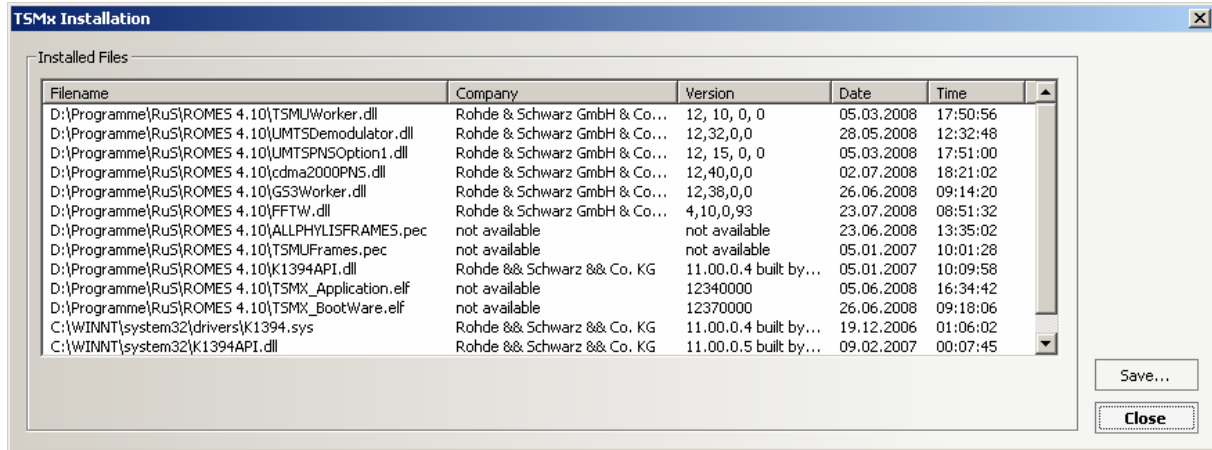 TSMx Installation
Installed Files
Filename Company Version Date Time
D:\Programme\RuS\ROMES 4.10\TSMUWorker.dll Rohde & Schwarz GmbH & Co... 12, 10, 0, 0 05.03.2008 17:50:56
D:\Programme\RuS\ROMES 4.10\UMTSDemodulator.dll Rohde & Schwarz GmbH & Co... 12,32,0,0 28.05.2008 12:32:48
D:\Programme\RuS\ROMES 4.10\UMTSPNSOption1.dll Rohde & Schwarz GmbH & Co... 12, 15, 0, 0 05.03.2008 17:51:00
D:\Programme\RuS\ROMES 4.10\cdma2000PNS.dll Rohde & Schwarz GmbH & Co... 12,40,0,0 02.07.2008 18:21:02
D:\Programme\RuS\ROMES 4.10\GS3Worker.dll Rohde & Schwarz GmbH & Co... 12,38,0,0 26.06.2008 09:14:20
D:\Programme\RuS\ROMES 4.10\FFTW.dll Rohde & Schwarz GmbH & Co... 4,10,0,93 23.07.2008 08:51:32
D:\Programme\RuS\ROMES 4.10\ALLPHYLISFRAMES.pec not available not available 23.06.2008 13:35:02
D:\Programme\RuS\ROMES 4.10\TSMUFrames.pec not available not available 05.01.2007 10:01:28
D:\Programme\RuS\ROMES 4.10\K1394API.dll Rohde && Schwarz && Co. KG 11.00.0.4 built by... 05.01.2007 10:09:58
D:\Programme\RuS\ROMES 4.10\TSMX_Application.elf not available 12340000 05.06.2008 16:34:42
D:\Programme\RuS\ROMES 4.10\TSMX_BootWare.elf not available 12370000 26.06.2008 09:18:06
C:\WINNT\system32\drivers\K1394.sys Rohde && Schwarz && Co. KG 11.00.0.4 built by... 19.12.2006 01:06:02
C:\WINNT\system32\K1394API.dll Rohde && Schwarz && Co. KG 11.00.0.5 built by... 09.02.2007 00:07:45
Save...
Close